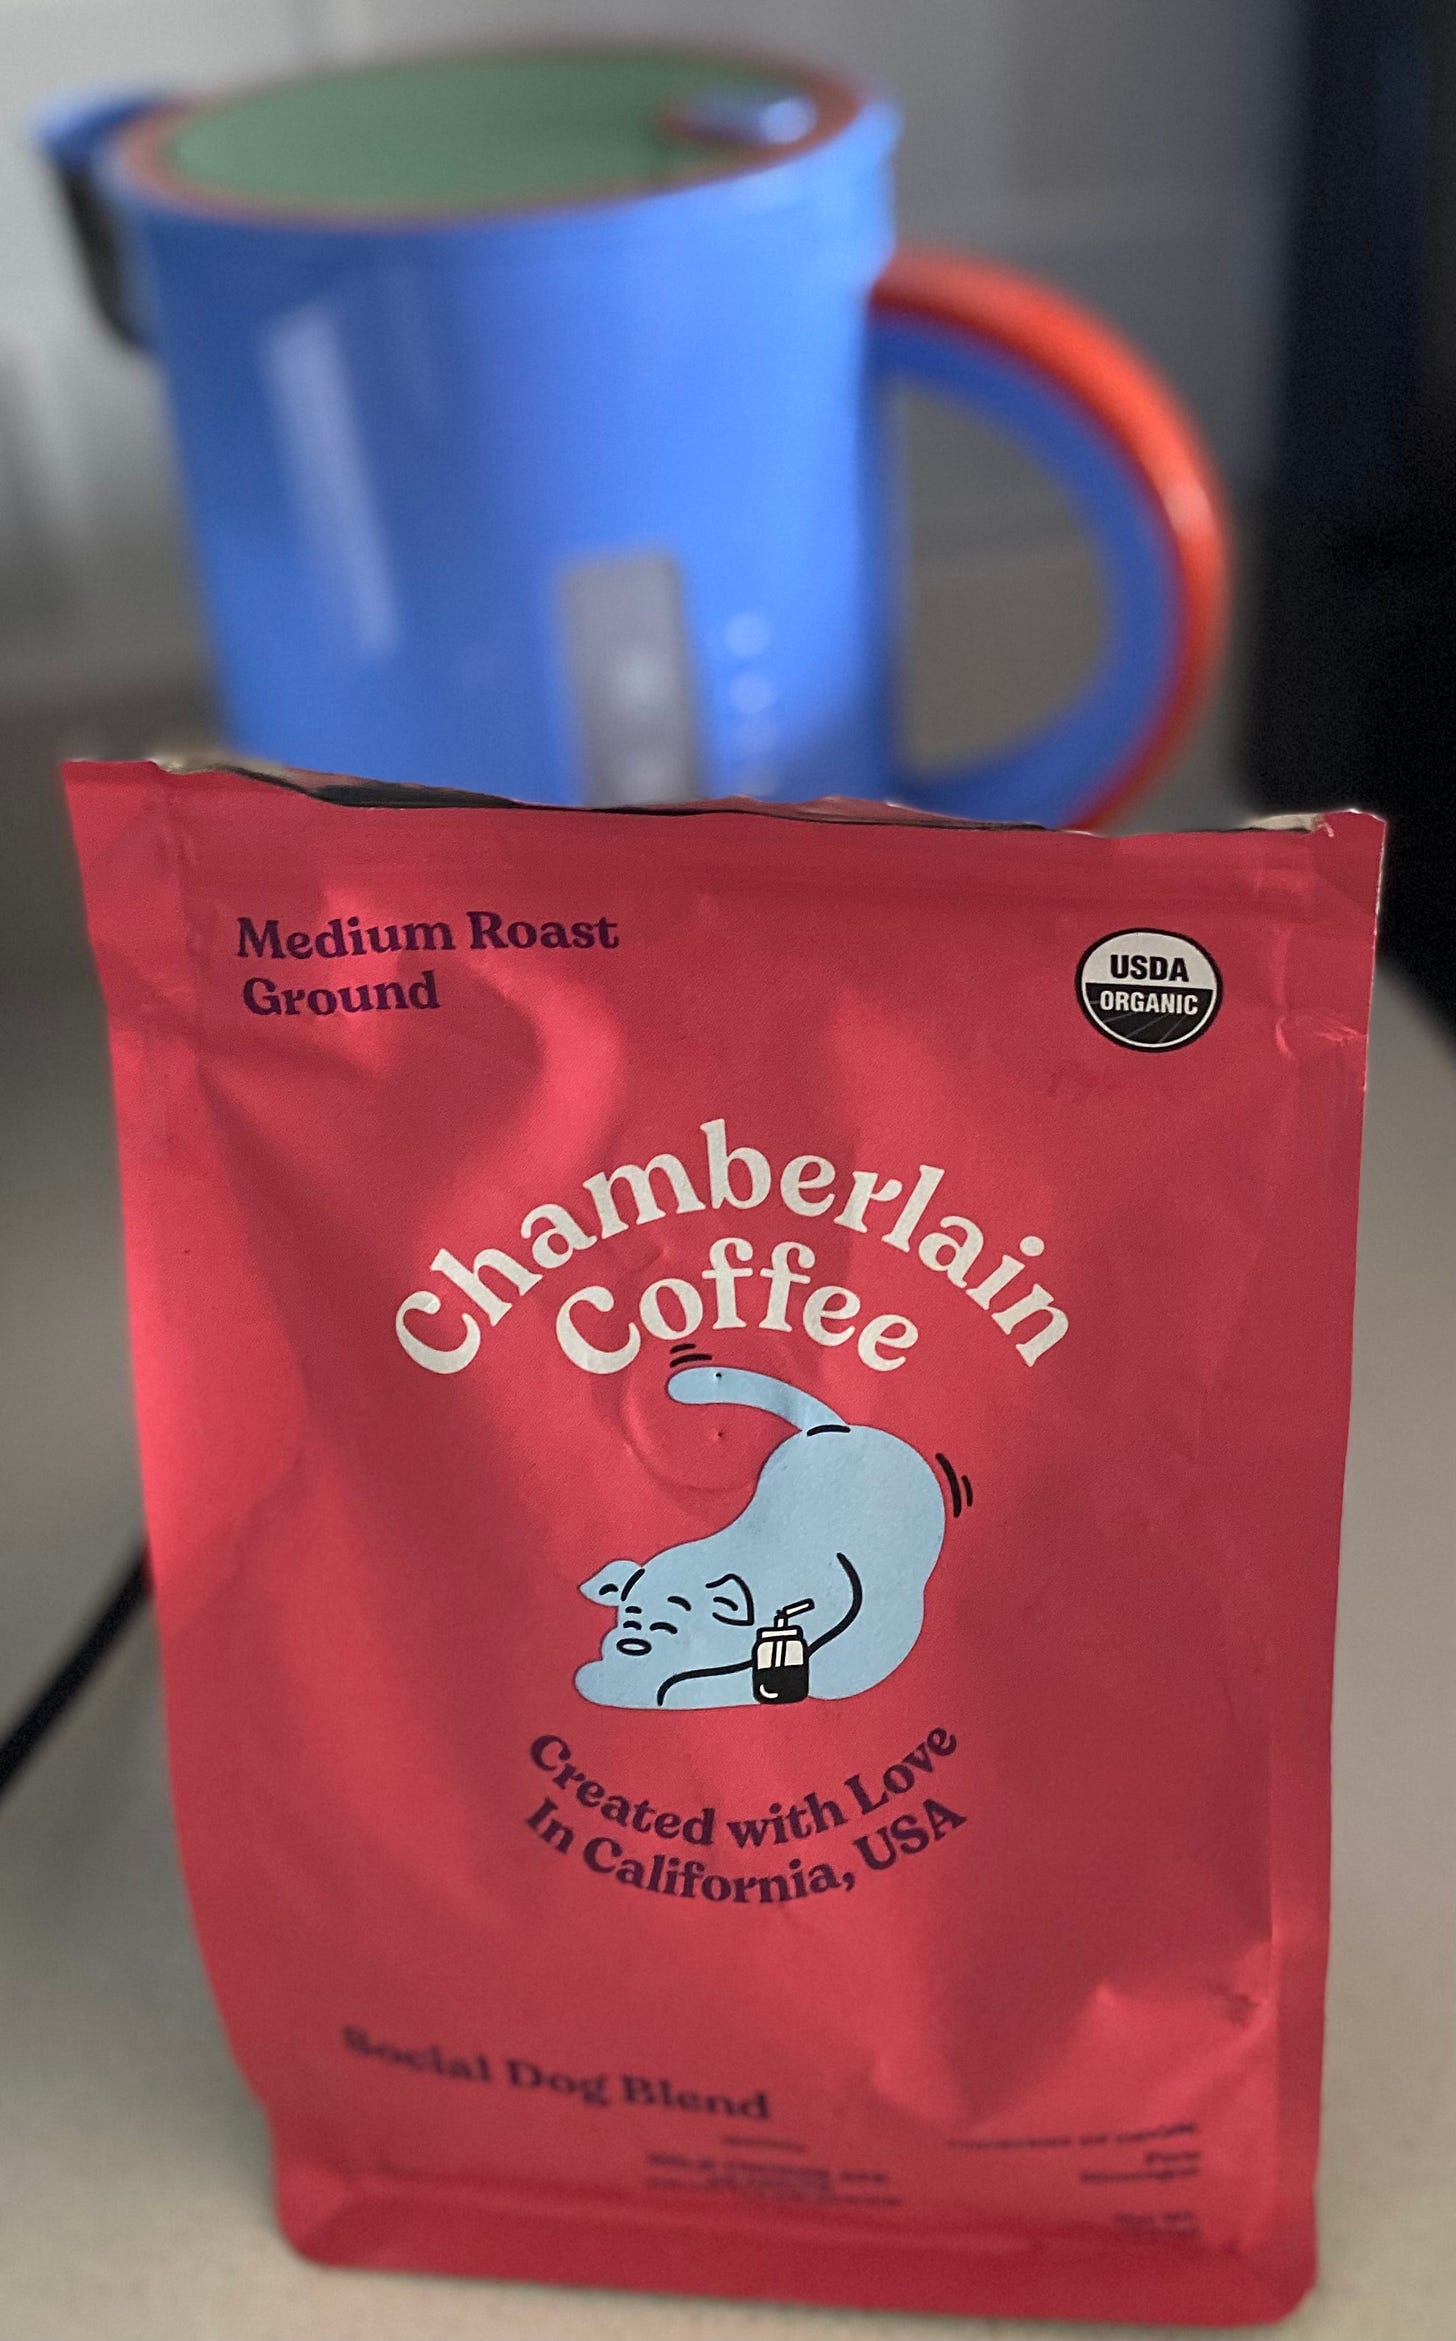 Medium Roast
Ground
USDA
ORGANIC
Chamberlain
Coffee
Created with Love
In California, USA
Social Dog Blend